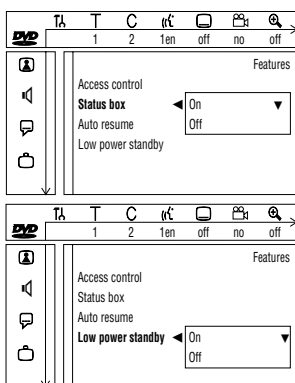 T C
DVD 1 2 1en off no off
Features
Access control
Status box On
Auto resume Off
Low power standby
T C
DVD 1 2 1en off no off
Features
Access control
Status box
Auto resume
Low power standby On
Off